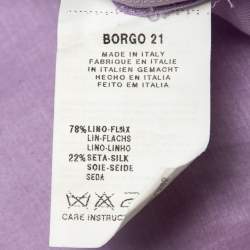 BORGO 21
MADE IN ITALY
FABRIQUE EN ITALIE
IN ITALIEN GEMACHT
HECHO EN ITALIA
FEITO EM ITALIA
78% LINO-FLAX
LIN-FLACHS
LINO-LINHO
22% SETA-SILK
SOIE-SEIDE
SEDA
CARE INSTRUC